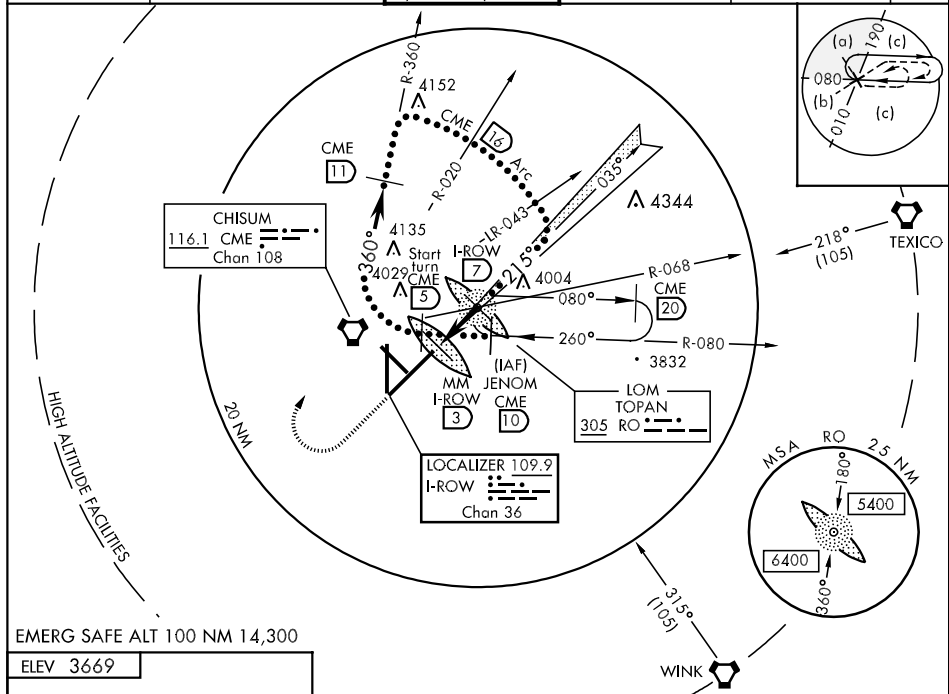 R-360
4152
CME
16
Arc
CME
11
R-020
035°
4344
(a)
190
(c)
080
(b)
010
(c)
CHISUM
116.1 CME
Chan 108
360°
4135
4029
Start
turn
CME
5
LR-043
I-ROW
7
215°
4004
080°
R-068
CME
20
260°
R-080
3832
218°
(105)
TEXICO
MM
I-ROW
3
(IAF)
JENOM
CME
10
LOM
TOPAN
305 RO
20 NM
LOCALIZER 109.9
I-ROW
Chan 36
HIGH ALTITUDE FACILITIES
MSA RO 25 NM
180°
5400
6400
360°
315°
(105)
WINK
EMERG SAFE ALT 100 NM 14,300
ELEV 3669